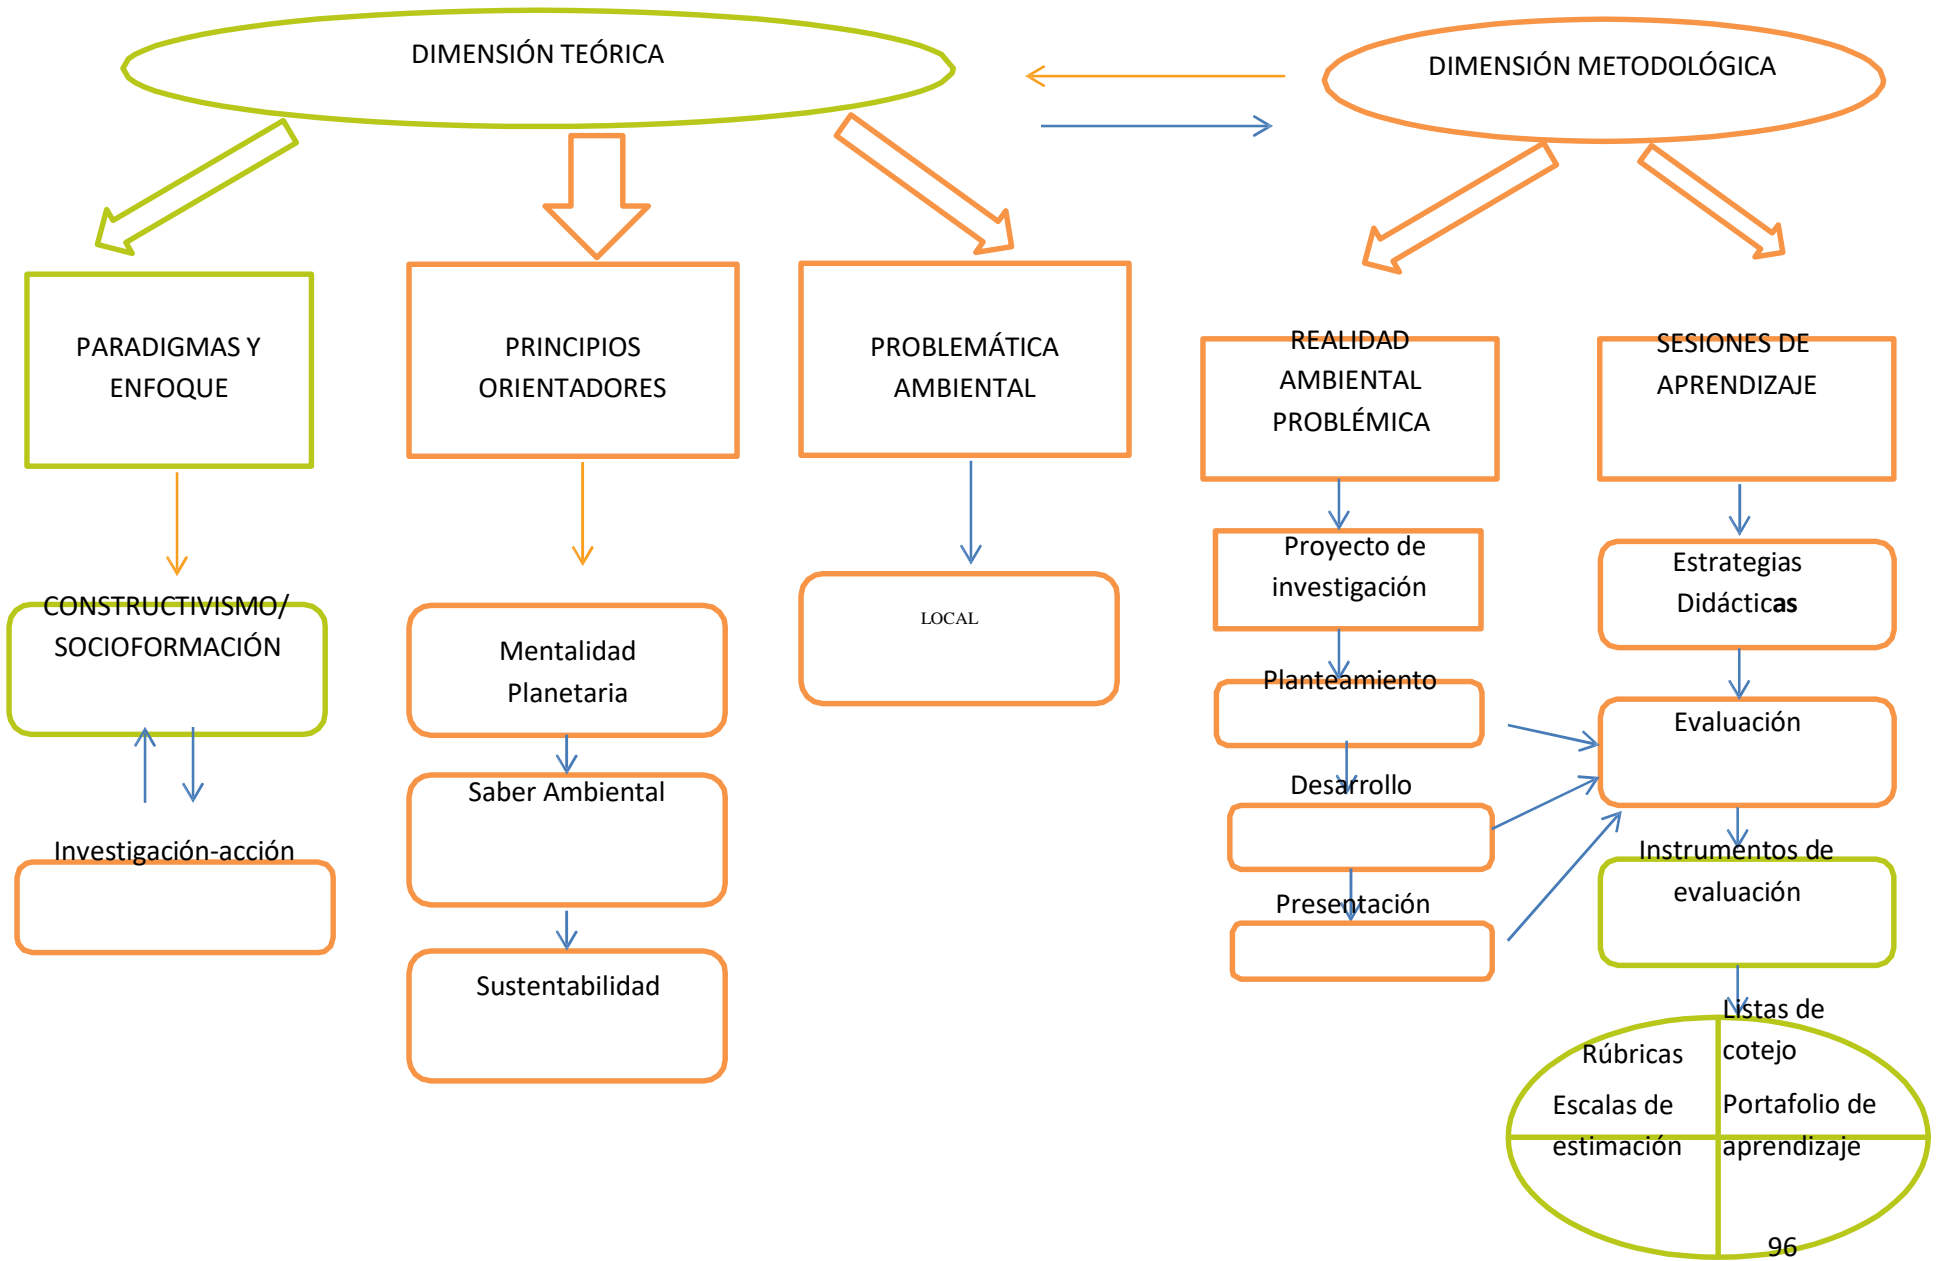 DIMENSIÓN TEÓRICA
DIMENSIÓN METODOLÓGICA
PARADIGMAS Y
ENFOQUE
PRINCIPIOS
ORIENTADORES
PROBLEMÁTICA
AMBIENTAL
REALIDAD
AMBIENTAL
PROBLÉMICA
SESIONES DE
APRENDIZAJE
CONSTRUCTIVISMO/
SOCIOFORMACIÓN
Investigación-acción
Mentalidad
Planetaria
Saber Ambiental
Sustentabilidad
LOCAL
Proyecto de
investigación
Planteamiento
Desarrollo
Presentación
Estrategias
Didácticas
Evaluación
Instrumentos de
evaluación
Rúbricas
Listas de
cotejo
Escalas de
estimación
Portafolio de
aprendizaje
96